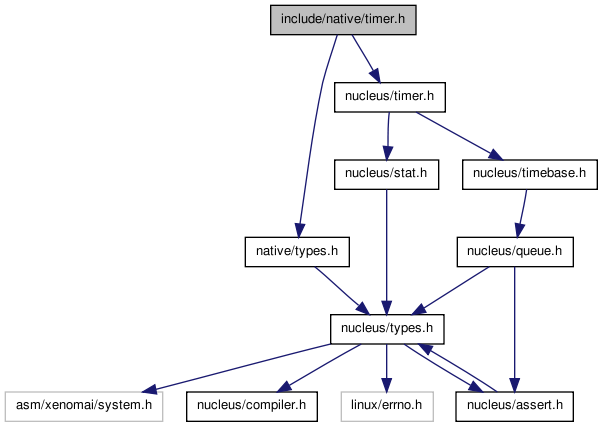 include/native/timer.h
nucleus/timer.h
nucleus/stat.h
nucleus/timebase.h
native/types.h
nucleus/queue.h
nucleus/types.h
asm/xenomai/system.h
nucleus/compiler.h
linux/errno.h
nucleus/assert.h